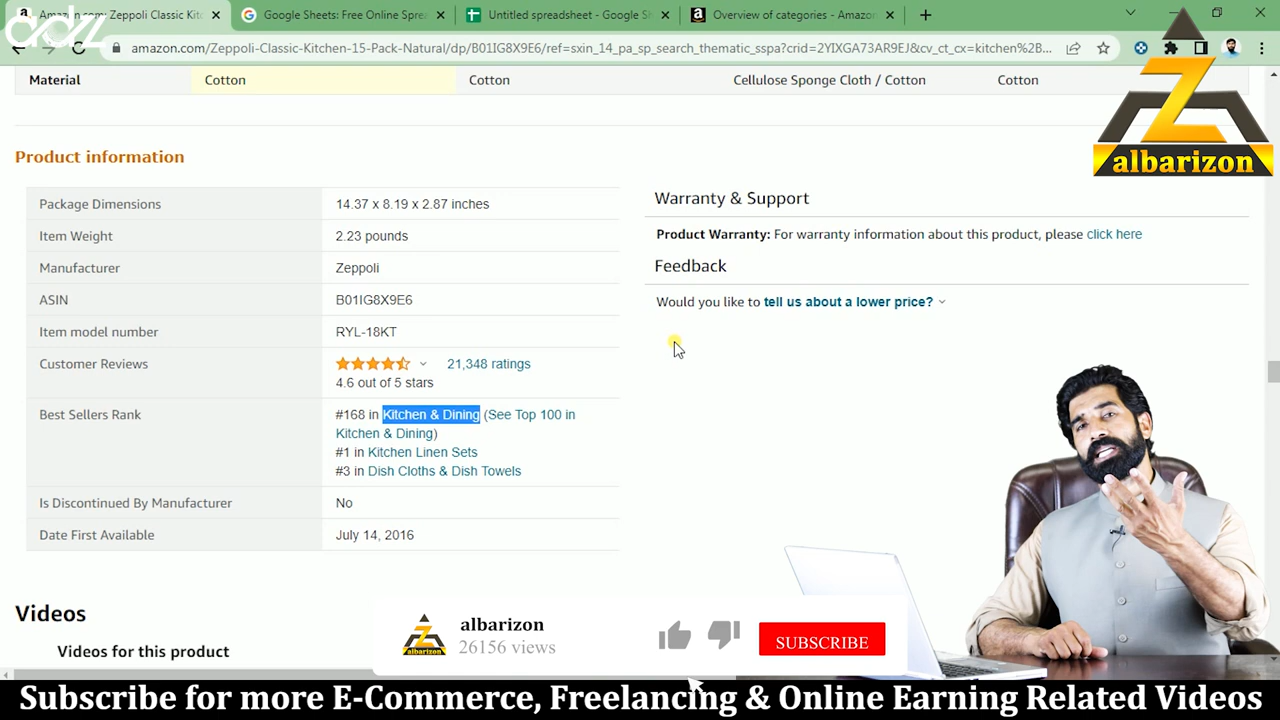 Amazon.com: Zeppoli Classic Kitc
Google Sheets: Free Online Sprea
Untitled spreadsheet - Google Sh
Overview of categories - Amazon
amazon.com/Zeppoli-Classic-Kitchen-15-Pack-Natural/dp/B01IG8X9E6/ref=sxin_14_pa_sp_search_thematic_sspa?crid=2YIXGA73AR9EJ&cv_ct_cx=kitchen%2B...
Material Cotton Cotton Cellulose Sponge Cloth / Cotton Cotton
Z
albarizon
Product information
Package Dimensions 14.37 x 8.19 x 2.87 inches
Item Weight 2.23 pounds
Manufacturer Zeppoli
ASIN B01IG8X9E6
Item model number RYL-18KT
Customer Reviews 21,348 ratings
4.6 out of 5 stars
Best Sellers Rank #168 in Kitchen & Dining (See Top 100 in
Kitchen & Dining)
#1 in Kitchen Linen Sets
#3 in Dish Cloths & Dish Towels
Is Discontinued By Manufacturer No
Date First Available July 14, 2016
Warranty & Support
Product Warranty: For warranty information about this product, please click here
Feedback
Would you like to tell us about a lower price?
Videos
Videos for this product
Z
albarizon
albarizon
26156 views
SUBSCRIBE
Subscribe for more E-Commerce, Freelancing & Online Earning Related Videos